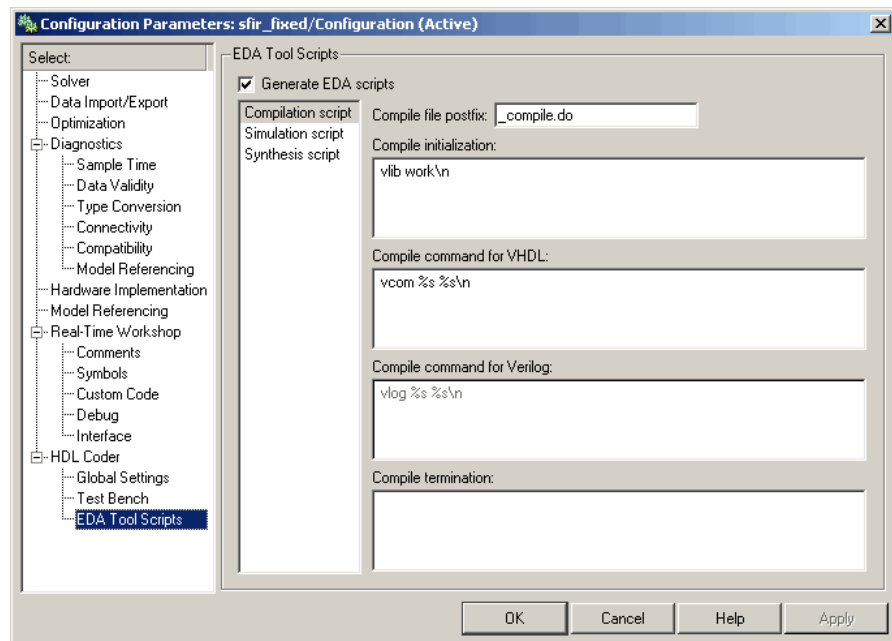 Configuration Parameters: sfir_fixed/Configuration (Active)
Select:
Solver
Data Import/Export
Optimization
Diagnostics
Sample Time
Data Validity
Type Conversion
Connectivity
Compatibility
Model Referencing
Hardware Implementation
Model Referencing
Real-Time Workshop
Comments
Symbols
Custom Code
Debug
Interface
HDL Coder
Global Settings
Test Bench
EDA Tool Scripts
EDA Tool Scripts
Generate EDA scripts
Compilation script
Simulation script
Synthesis script
Compile file postfix: _compile.do
Compile initialization:
vlib work\n
Compile command for VHDL:
vcom %s %s\n
Compile command for Verilog:
vlog %s %s\n
Compile termination:
OK Cancel Help Apply